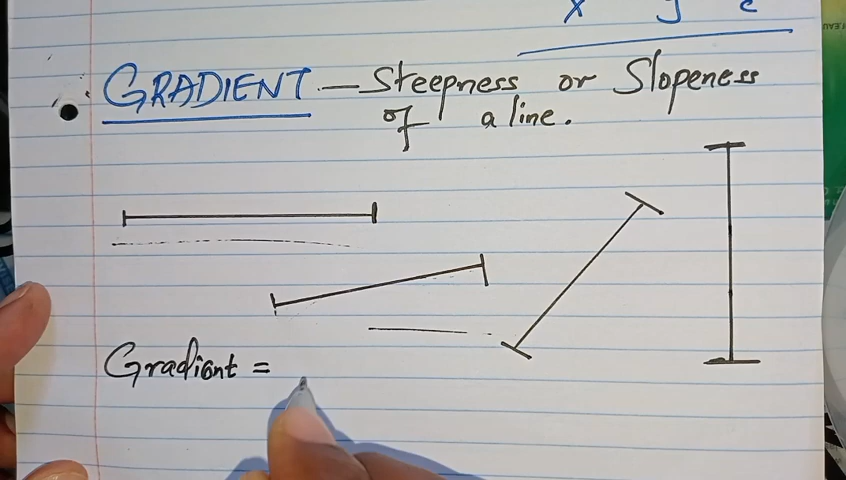 x y c
GRADIENT — Steepness or Slopeness
of a line.
Gradient =